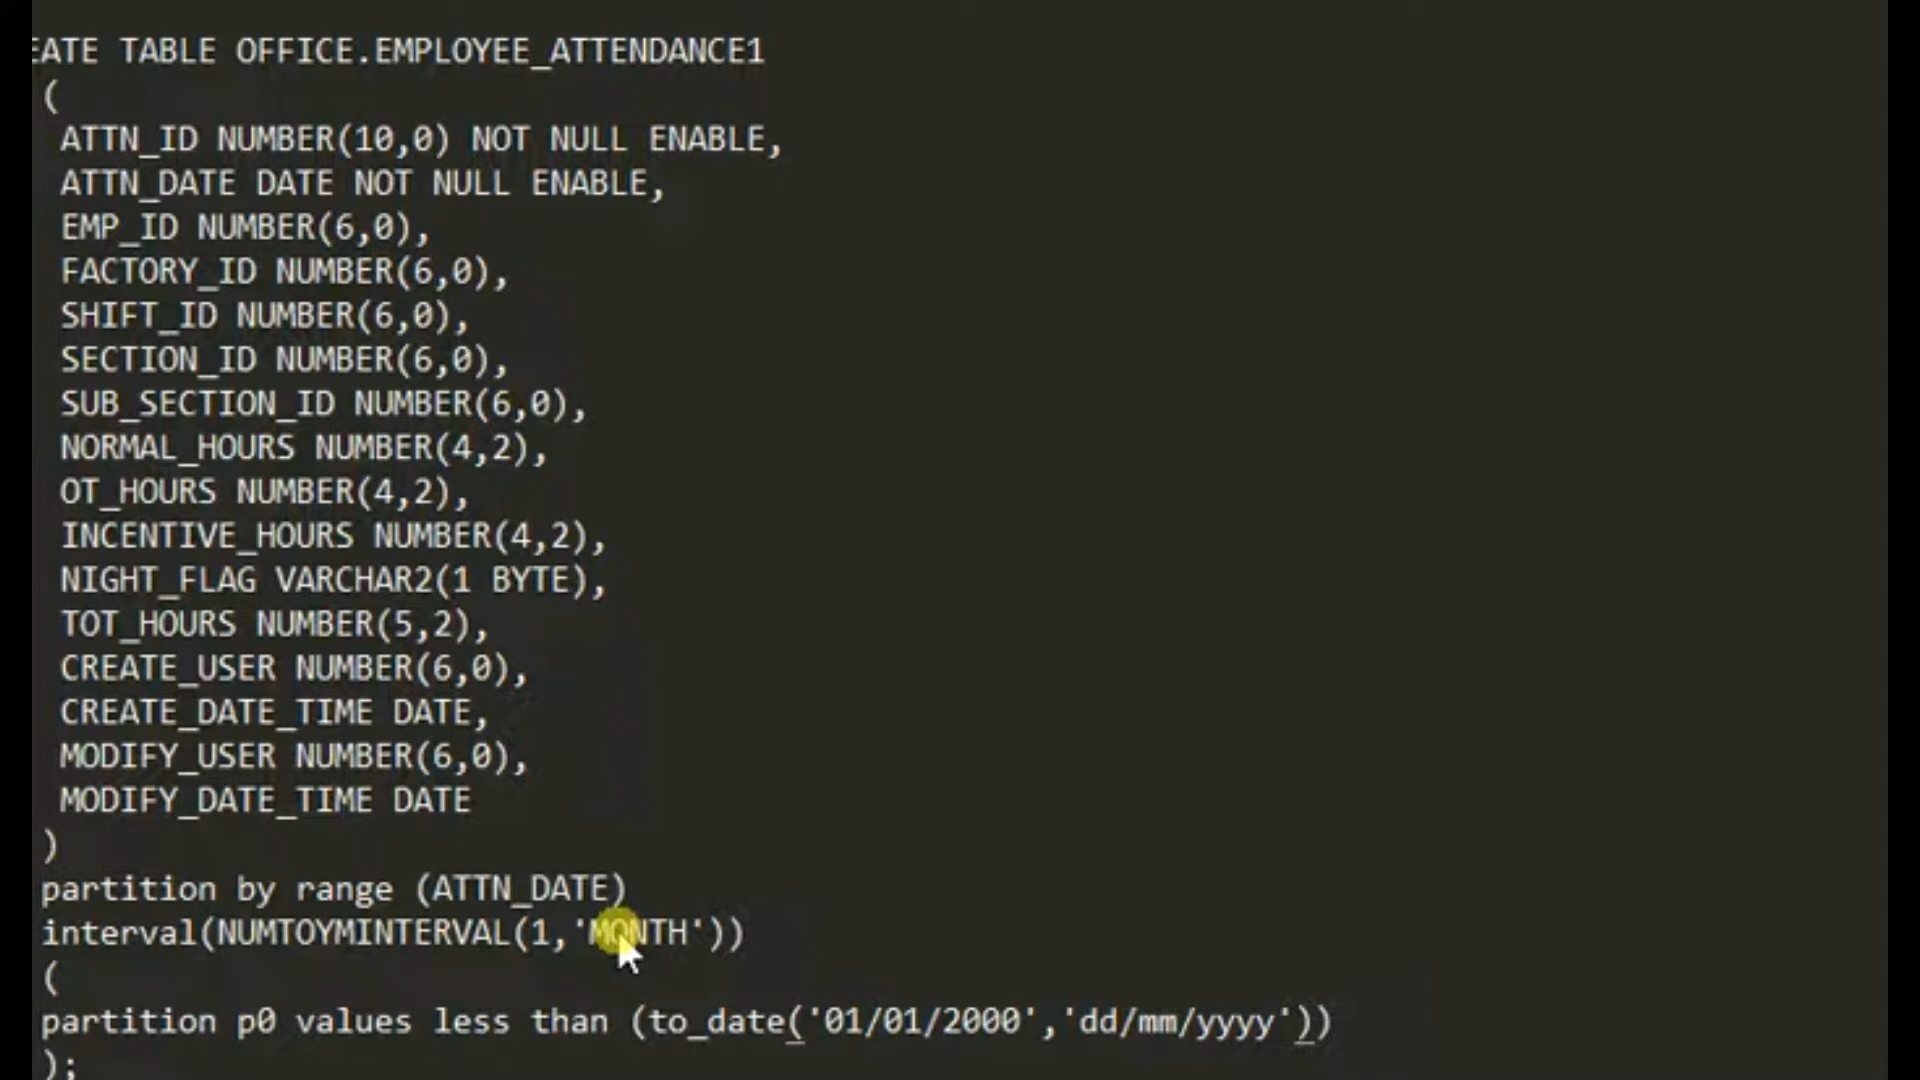 EATE TABLE OFFICE.EMPLOYEE_ATTENDANCE1
(
ATTN_ID NUMBER(10,0) NOT NULL ENABLE,
ATTN_DATE DATE NOT NULL ENABLE,
EMP_ID NUMBER(6,0),
FACTORY_ID NUMBER(6,0),
SHIFT_ID NUMBER(6,0),
SECTION_ID NUMBER(6,0),
SUB_SECTION_ID NUMBER(6,0),
NORMAL_HOURS NUMBER(4,2),
OT_HOURS NUMBER(4,2),
INCENTIVE_HOURS NUMBER(4,2),
NIGHT_FLAG VARCHAR2(1 BYTE),
TOT_HOURS NUMBER(5,2),
CREATE_USER NUMBER(6,0),
CREATE_DATE_TIME DATE,
MODIFY_USER NUMBER(6,0),
MODIFY_DATE_TIME DATE
)
partition by range (ATTN_DATE)
interval(NUMTOYMINTERVAL(1,'MONTH'))
(
partition p0 values less than (to_date('01/01/2000','dd/mm/yyyy'))
);